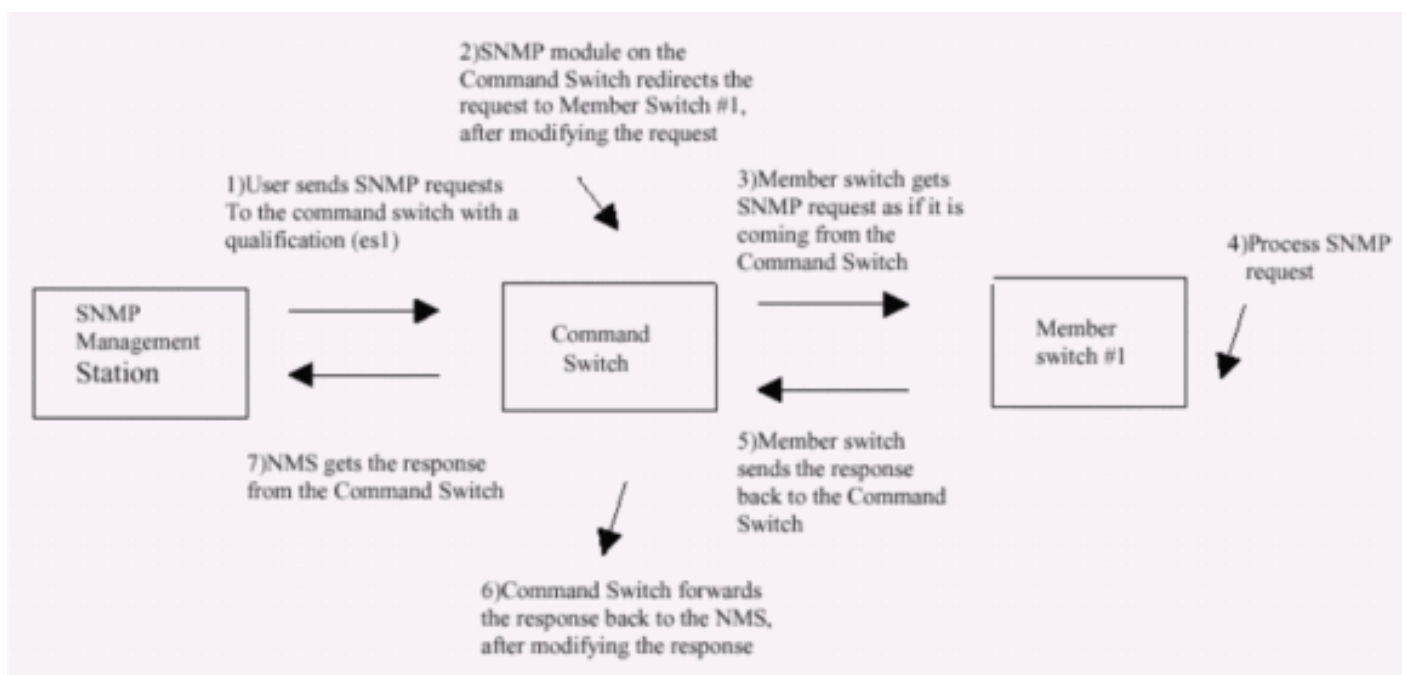 2)SNMP module on the
Command Switch redirects the
request to Member Switch #1,
after modifying the request
1)User sends SNMP requests
To the command switch with a
qualification (es1)
3)Member switch gets
SNMP request as if it is
coming from the
Command Switch
4)Process SNMP
request
SNMP
Management
Station
Command
Switch
Member
switch #1
7)NMS gets the response
from the Command Switch
5)Member switch
sends the response
back to the Command
Switch
6)Command Switch forwards
the response back to the NMS,
after modifying the response